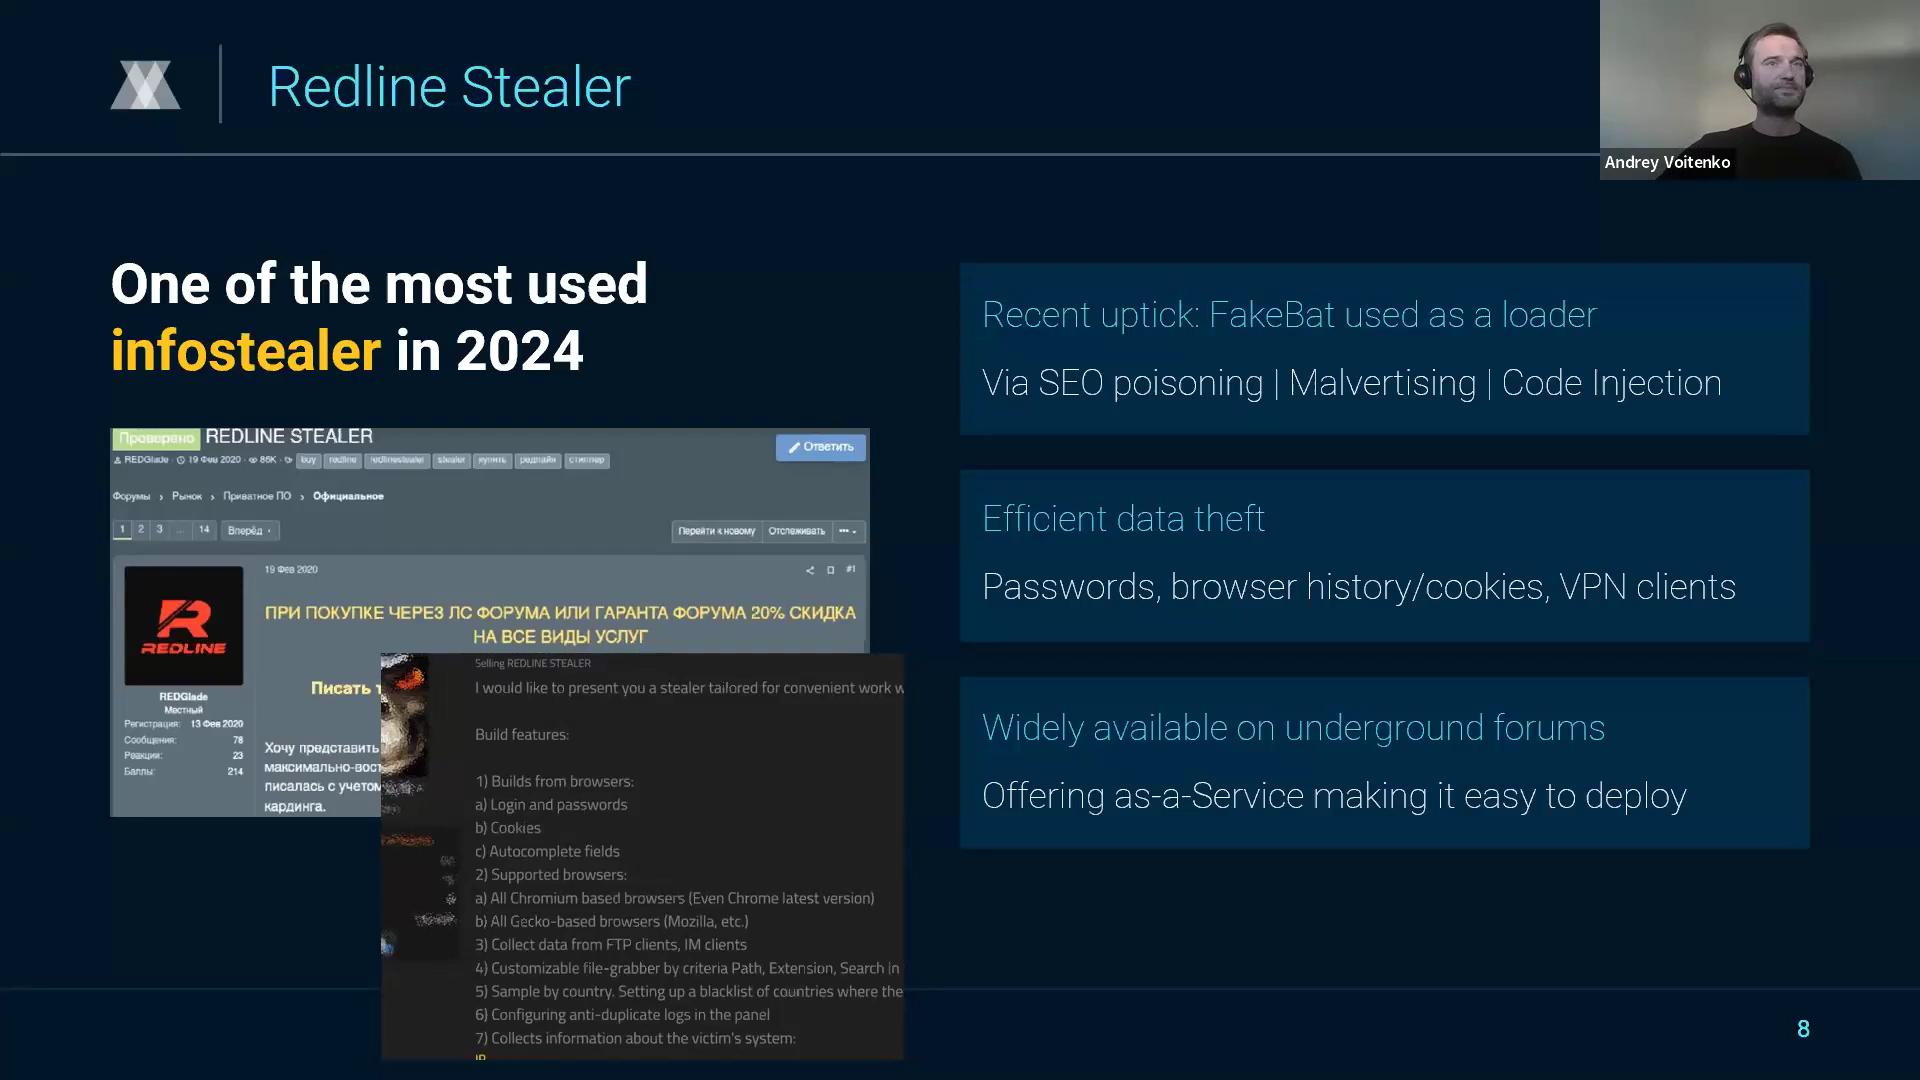 Redline Stealer
Andrey Voitenko
One of the most used
infostealer in 2024
Проверено REDLINE STEALER
REDGlade · 19 Фев 2020 · 86K · buy redline redlinestealer stealer купить редлайн стиллер
Ответить
Форумы › Рынок › Приватное ПО › Официальное
1 2 3 ... 14 Вперёд ›
Перейти к новому Отслеживать •••
19 Фев 2020
#1
REDLINE
ПРИ ПОКУПКЕ ЧЕРЕЗ ЛС ФОРУМА ИЛИ ГАРАНТА ФОРУМА 20% СКИДКА
НА ВСЕ ВИДЫ УСЛУГ
Писать т
REDGlade
Местный
Регистрация: 13 Фев 2020
Сообщения: 78
Реакции: 23
Баллы: 214
Хочу представить
максимально-вост
писалась с учетом
кардинга.
Selling REDLINE STEALER
I would like to present you a stealer tailored for convenient work w
Build features:
1) Builds from browsers:
a) Login and passwords
b) Cookies
c) Autocomplete fields
2) Supported browsers:
a) All Chromium based browsers (Even Chrome latest version)
b) All Gecko-based browsers (Mozilla, etc.)
3) Collect data from FTP clients, IM clients
4) Customizable file-grabber by criteria Path, Extension, Search in
5) Sample by country. Setting up a blacklist of countries where the
6) Configuring anti-duplicate logs in the panel
7) Collects information about the victim's system:
IP
Recent uptick: FakeBat used as a loader
Via SEO poisoning | Malvertising | Code Injection
Efficient data theft
Passwords, browser history/cookies, VPN clients
Widely available on underground forums
Offering as-a-Service making it easy to deploy
8